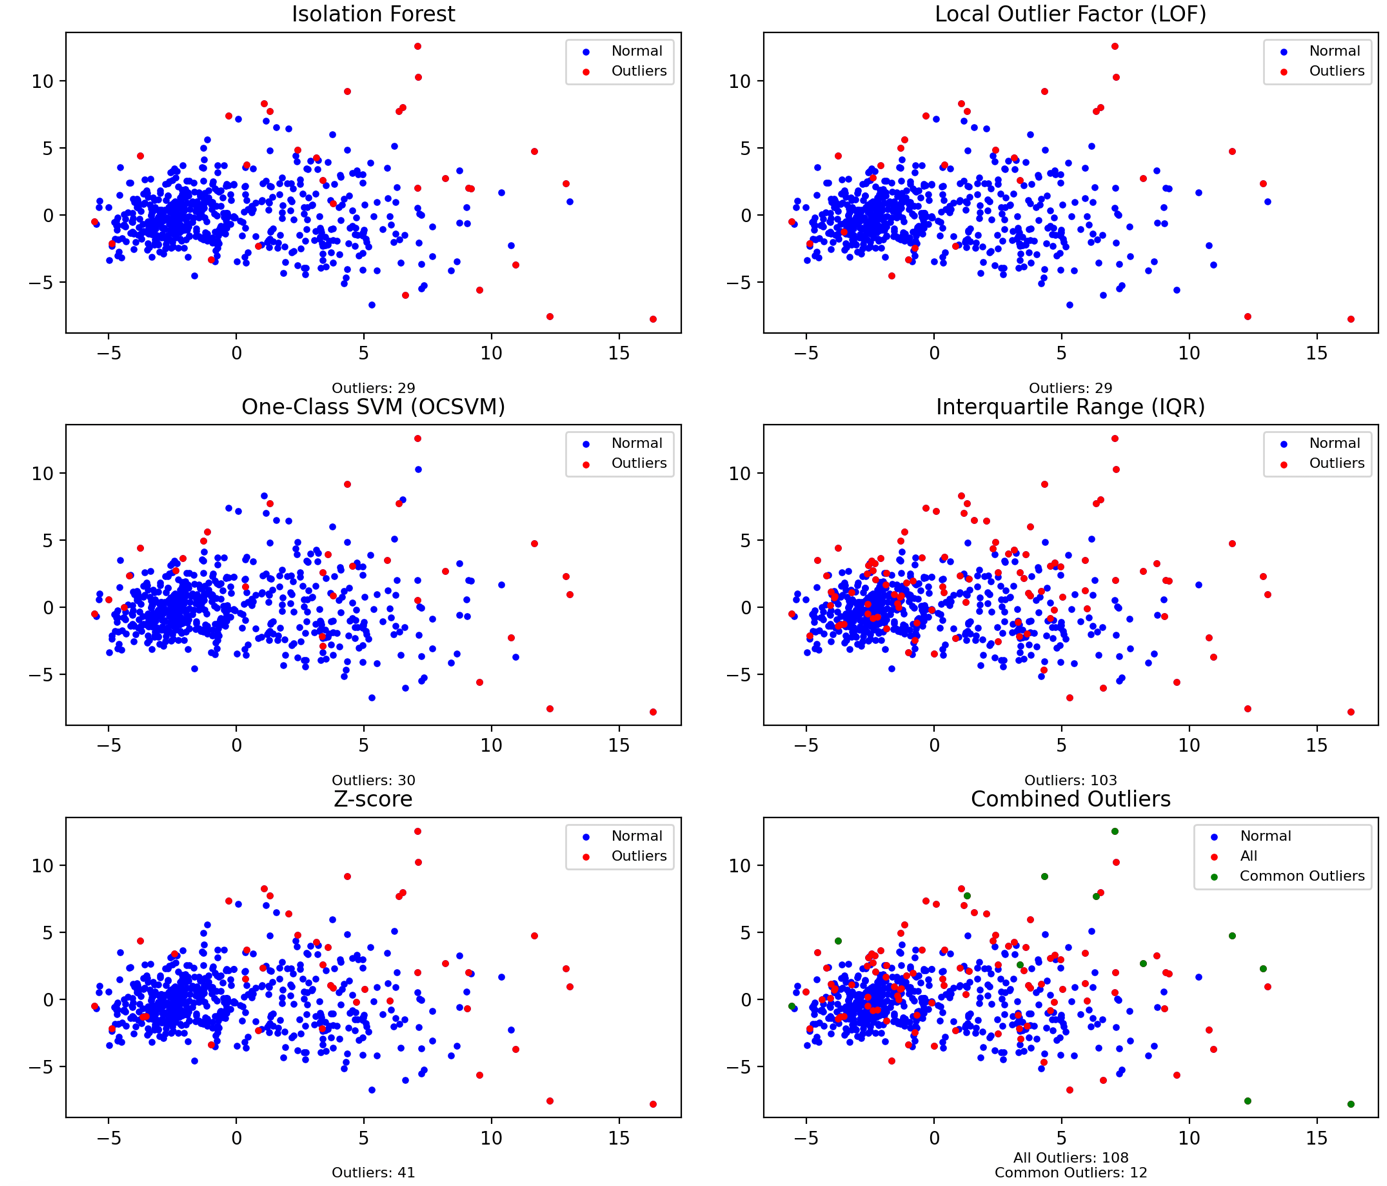 Isolation Forest
Normal
Outliers
10
5
0
−5
−5 0 5 10 15
Outliers: 29
Local Outlier Factor (LOF)
Normal
Outliers
10
5
0
−5
−5 0 5 10 15
Outliers: 29
One-Class SVM (OCSVM)
Normal
Outliers
10
5
0
−5
−5 0 5 10 15
Outliers: 30
Interquartile Range (IQR)
Normal
Outliers
10
5
0
−5
−5 0 5 10 15
Outliers: 103
Z-score
Normal
Outliers
10
5
0
−5
−5 0 5 10 15
Outliers: 41
Combined Outliers
Normal
All
Common Outliers
10
5
0
−5
−5 0 5 10 15
All Outliers: 108
Common Outliers: 12